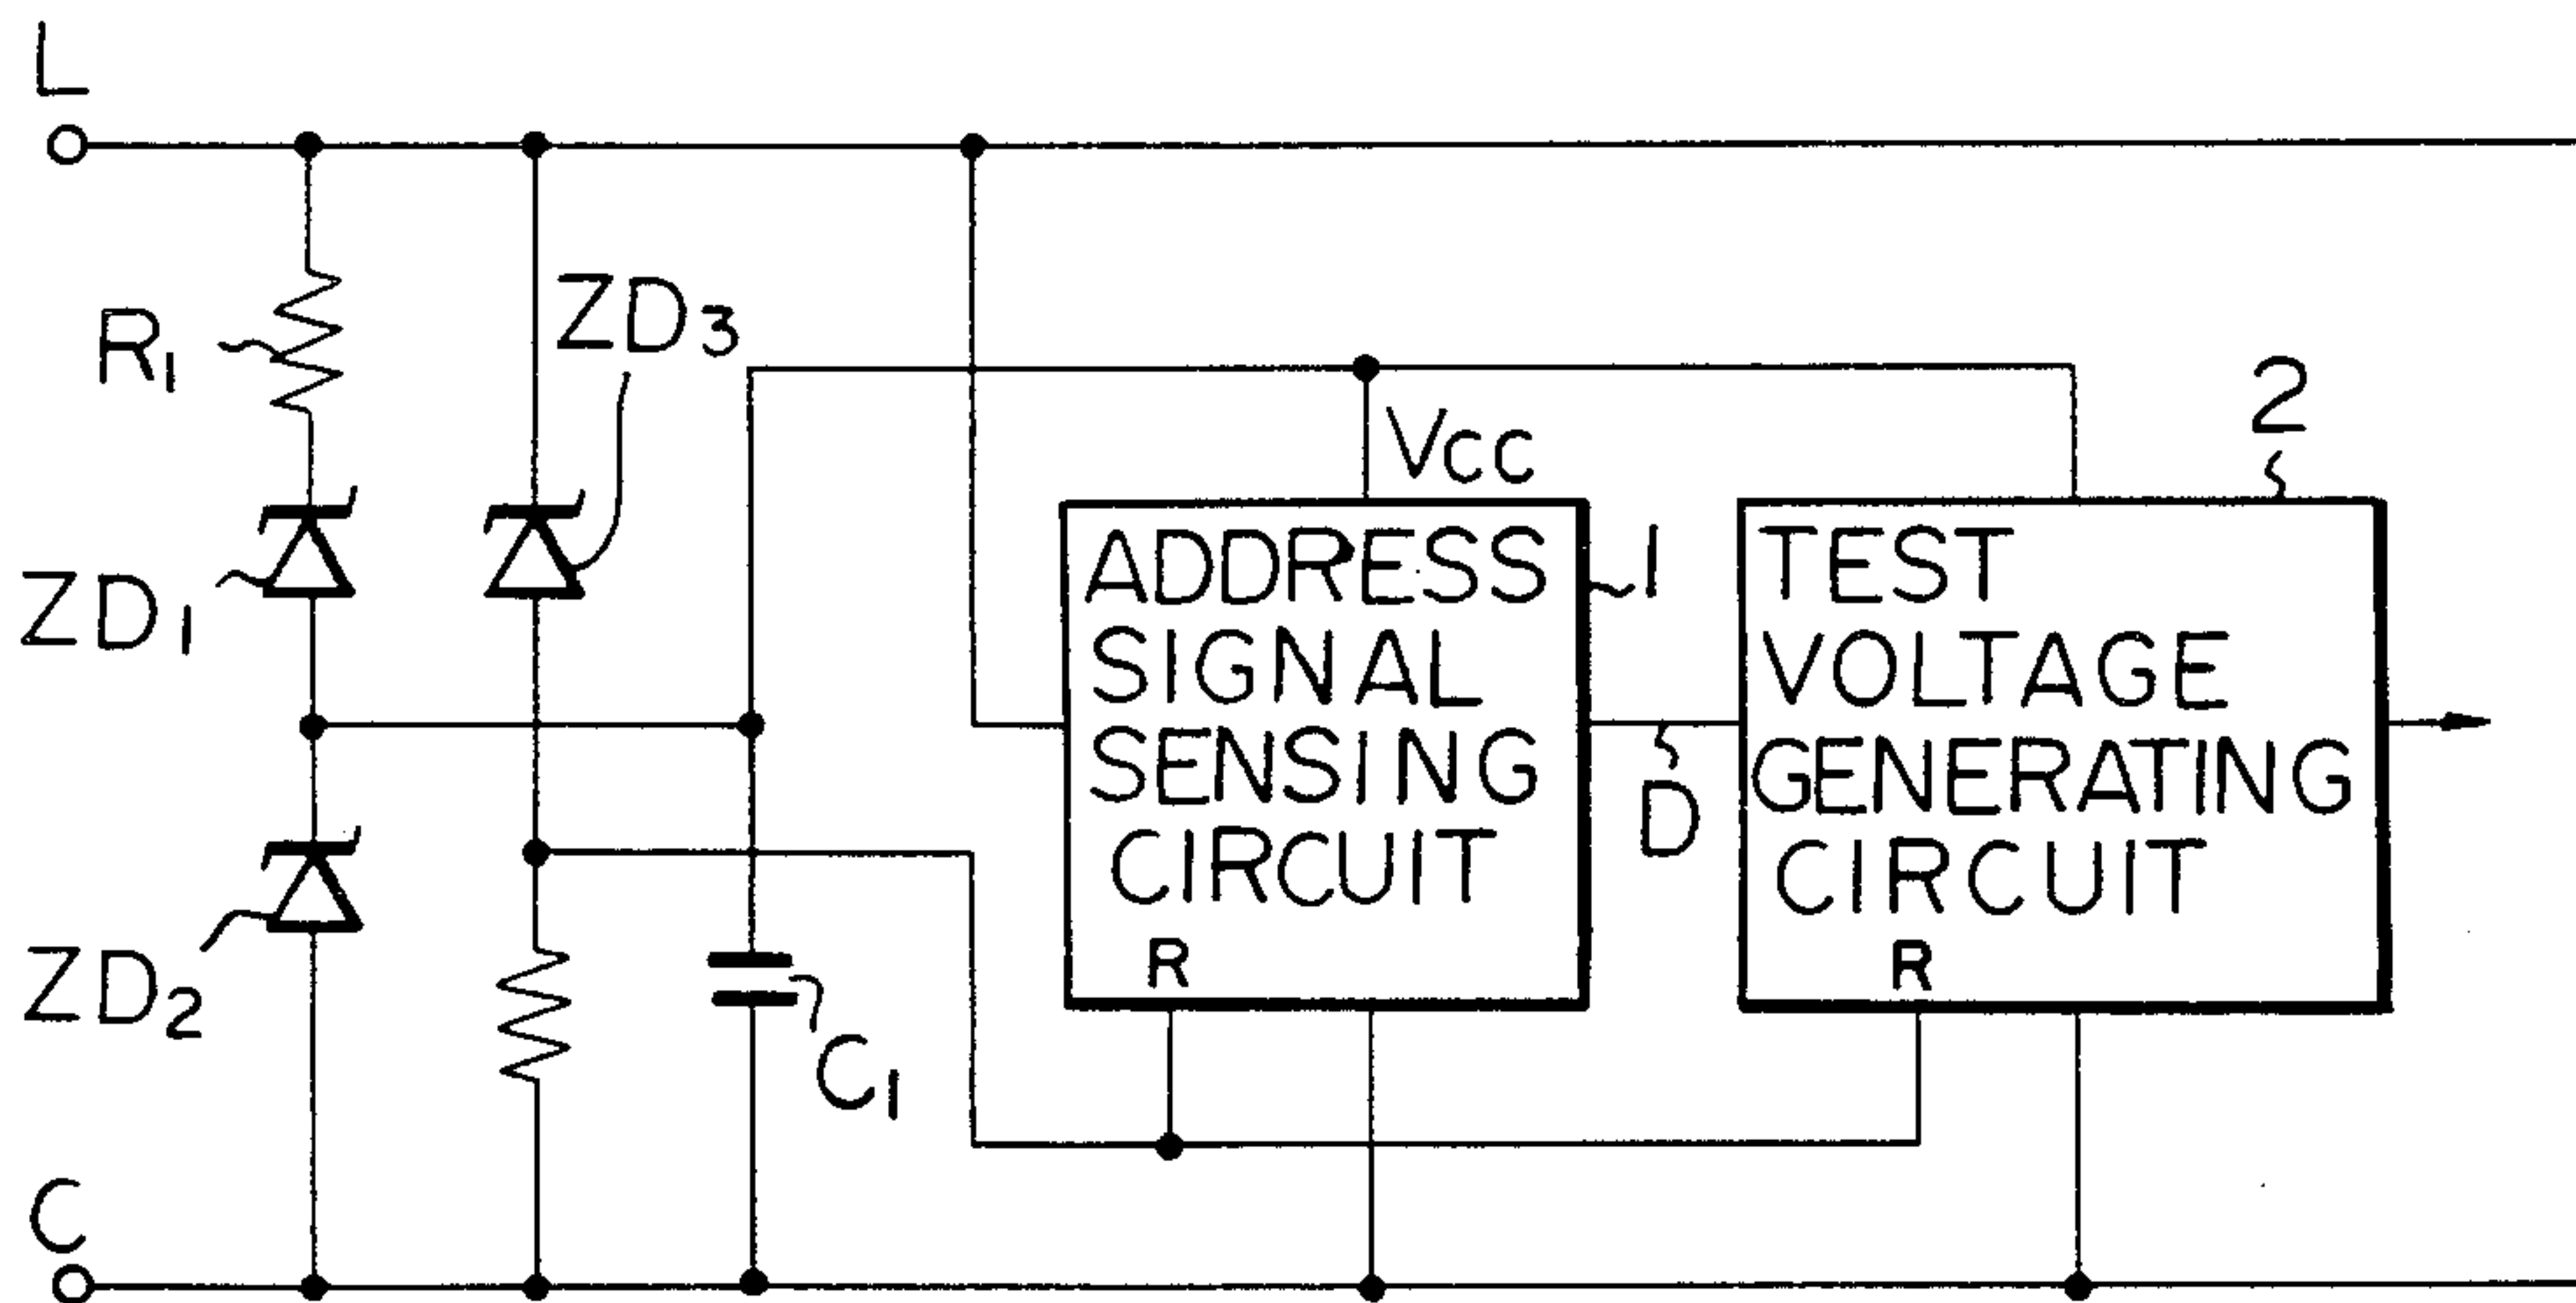 L
R1
ZD3
2
Vcc
ADDRESS
SIGNAL
SENSING
CIRCUIT
R
1
TEST
VOLTAGE
GENERATING
CIRCUIT
R
ZD1
D
ZD2
C1
C